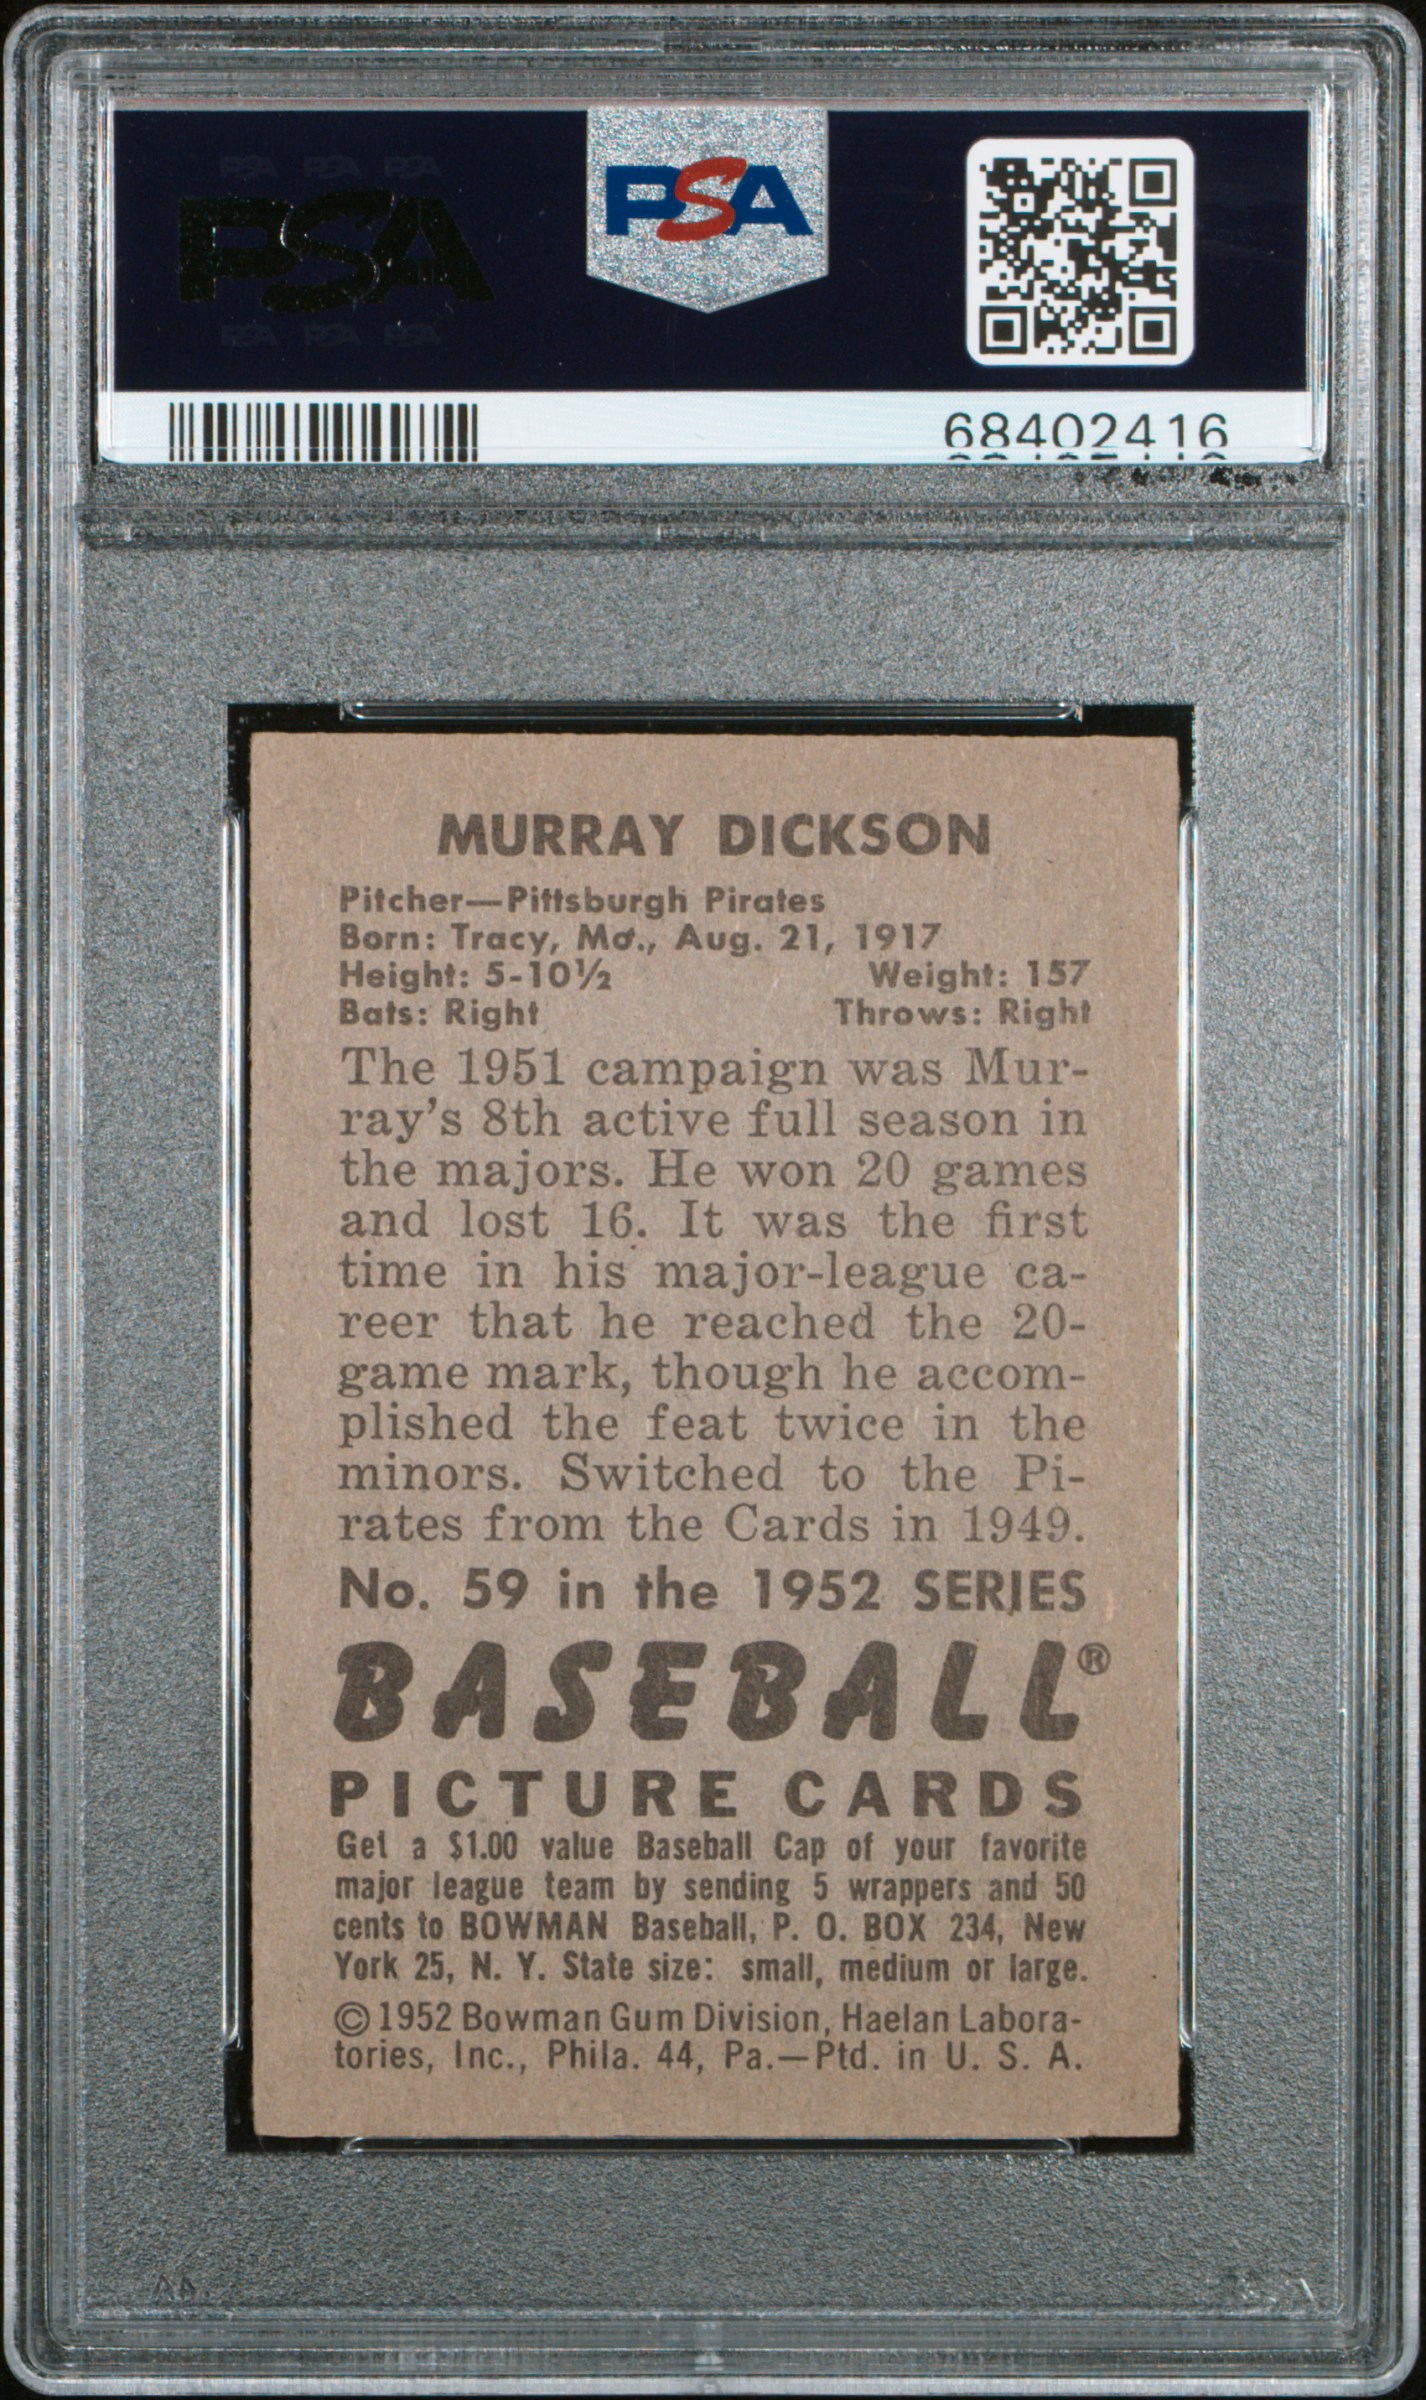 PSA PSA PSA
PSA
PSA PSA PSA
PSA
68402416
MURRAY DICKSON
Pitcher—Pittsburgh Pirates
Born: Tracy, Mo., Aug. 21, 1917
Height: 5-10½ Weight: 157
Bats: Right Throws: Right
The 1951 campaign was Mur-
ray's 8th active full season in
the majors. He won 20 games
and lost 16. It was the first
time in his major-league ca-
reer that he reached the 20-
game mark, though he accom-
plished the feat twice in the
minors. Switched to the Pi-
rates from the Cards in 1949.
No. 59 in the 1952 SERIES
BASEBALL®
PICTURE CARDS
Get a $1.00 value Baseball Cap of your favorite
major league team by sending 5 wrappers and 50
cents to BOWMAN Baseball, P. O. BOX 234, New
York 25, N. Y. State size: small, medium or large.
© 1952 Bowman Gum Division, Haelan Labora-
tories, Inc., Phila. 44, Pa.—Ptd. in U. S. A.